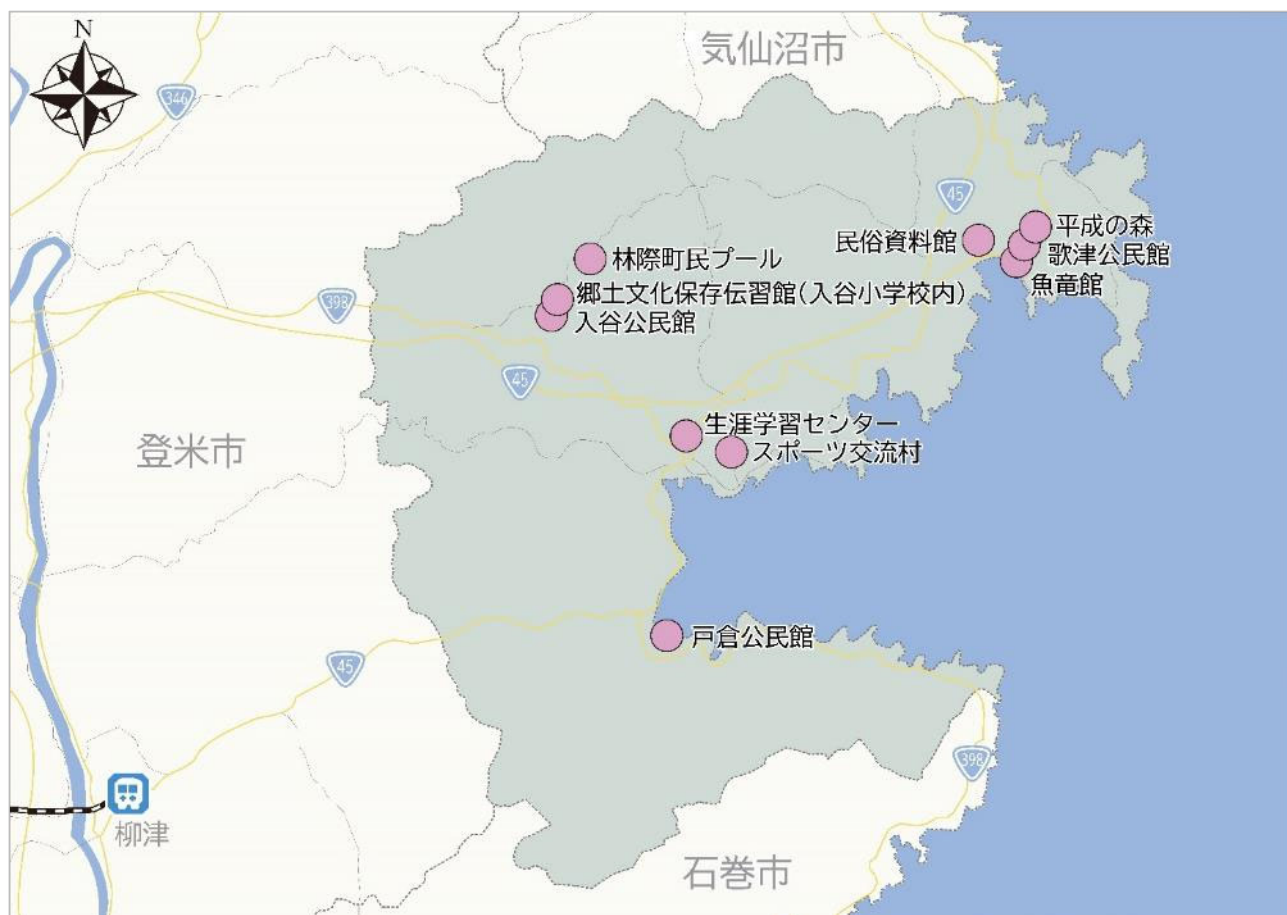 N
気仙沼市
346
45
平成の森
民俗資料館
歌津公民館
林際町民プール
魚竜館
郷土文化保存伝習館(入谷小学校内)
398
入谷公民館
45
生涯学習センター
登米市
スポーツ交流村
戸倉公民館
45
398
柳津
石巻市